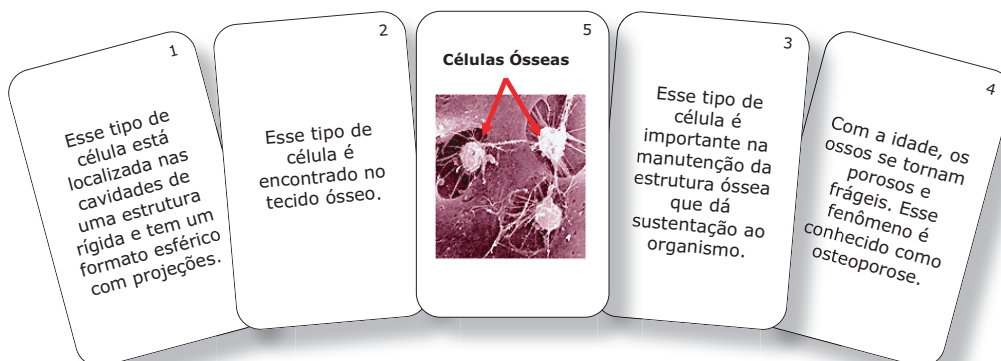 1
Esse tipo de
célula está
localizada nas
cavidades de
uma estrutura
rígida e tem um
formato esférico
com projeções.
2
Esse tipo de
célula é
encontrado no
tecido ósseo.
5
Células Ósseas
3
Esse tipo de
célula é
importante na
manutenção da
estrutura óssea
que dá
sustentação ao
organismo.
4
Com a idade, os
ossos se tornam
porosos e
frágeis. Esse
fenômeno é
conhecido como
osteoporose.